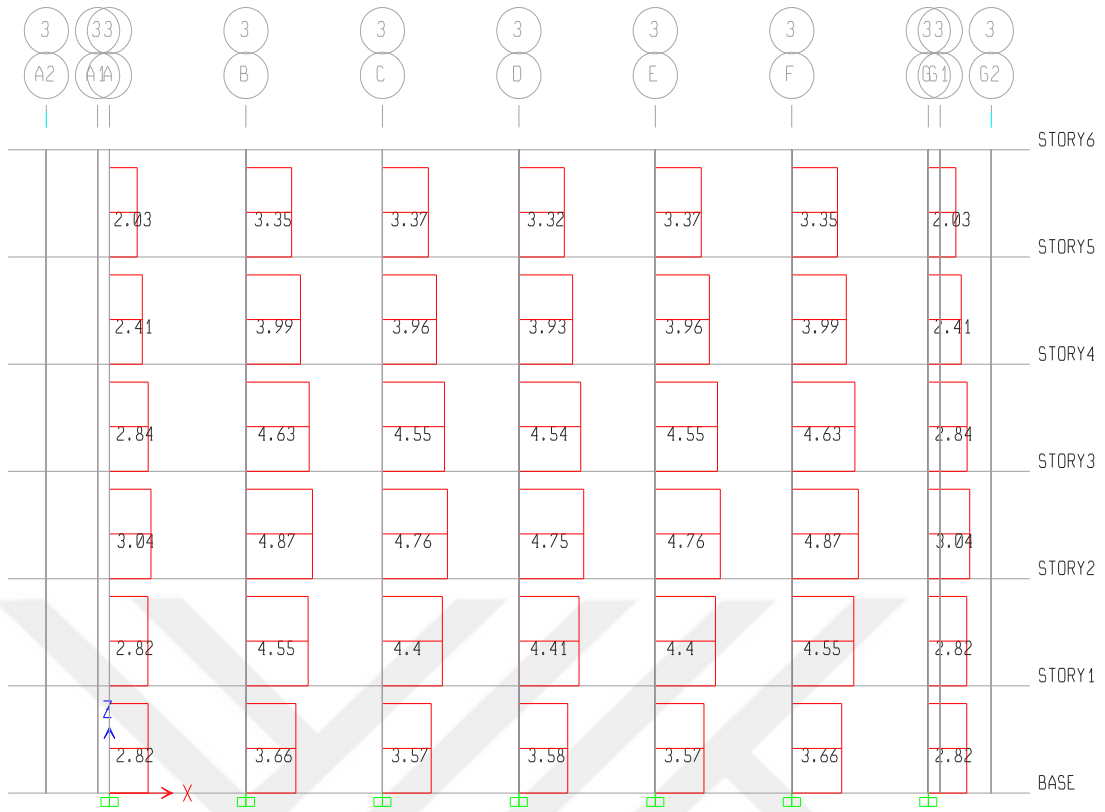 3 3 3 3 3 3 3 3 3 3 3
A2 A1 A B C D E F G G1 G2
STORY6
2.03 3.35 3.37 3.32 3.37 3.35 2.03
STORY5
2.41 3.99 3.96 3.93 3.96 3.99 2.41
STORY4
2.84 4.63 4.55 4.54 4.55 4.63 2.84
STORY3
3.04 4.87 4.76 4.75 4.76 4.87 3.04
STORY2
2.82 4.55 4.4 4.41 4.4 4.55 2.82
STORY1
Z
2.82 3.66 3.57 3.58 3.57 3.66 2.82
BASE
X